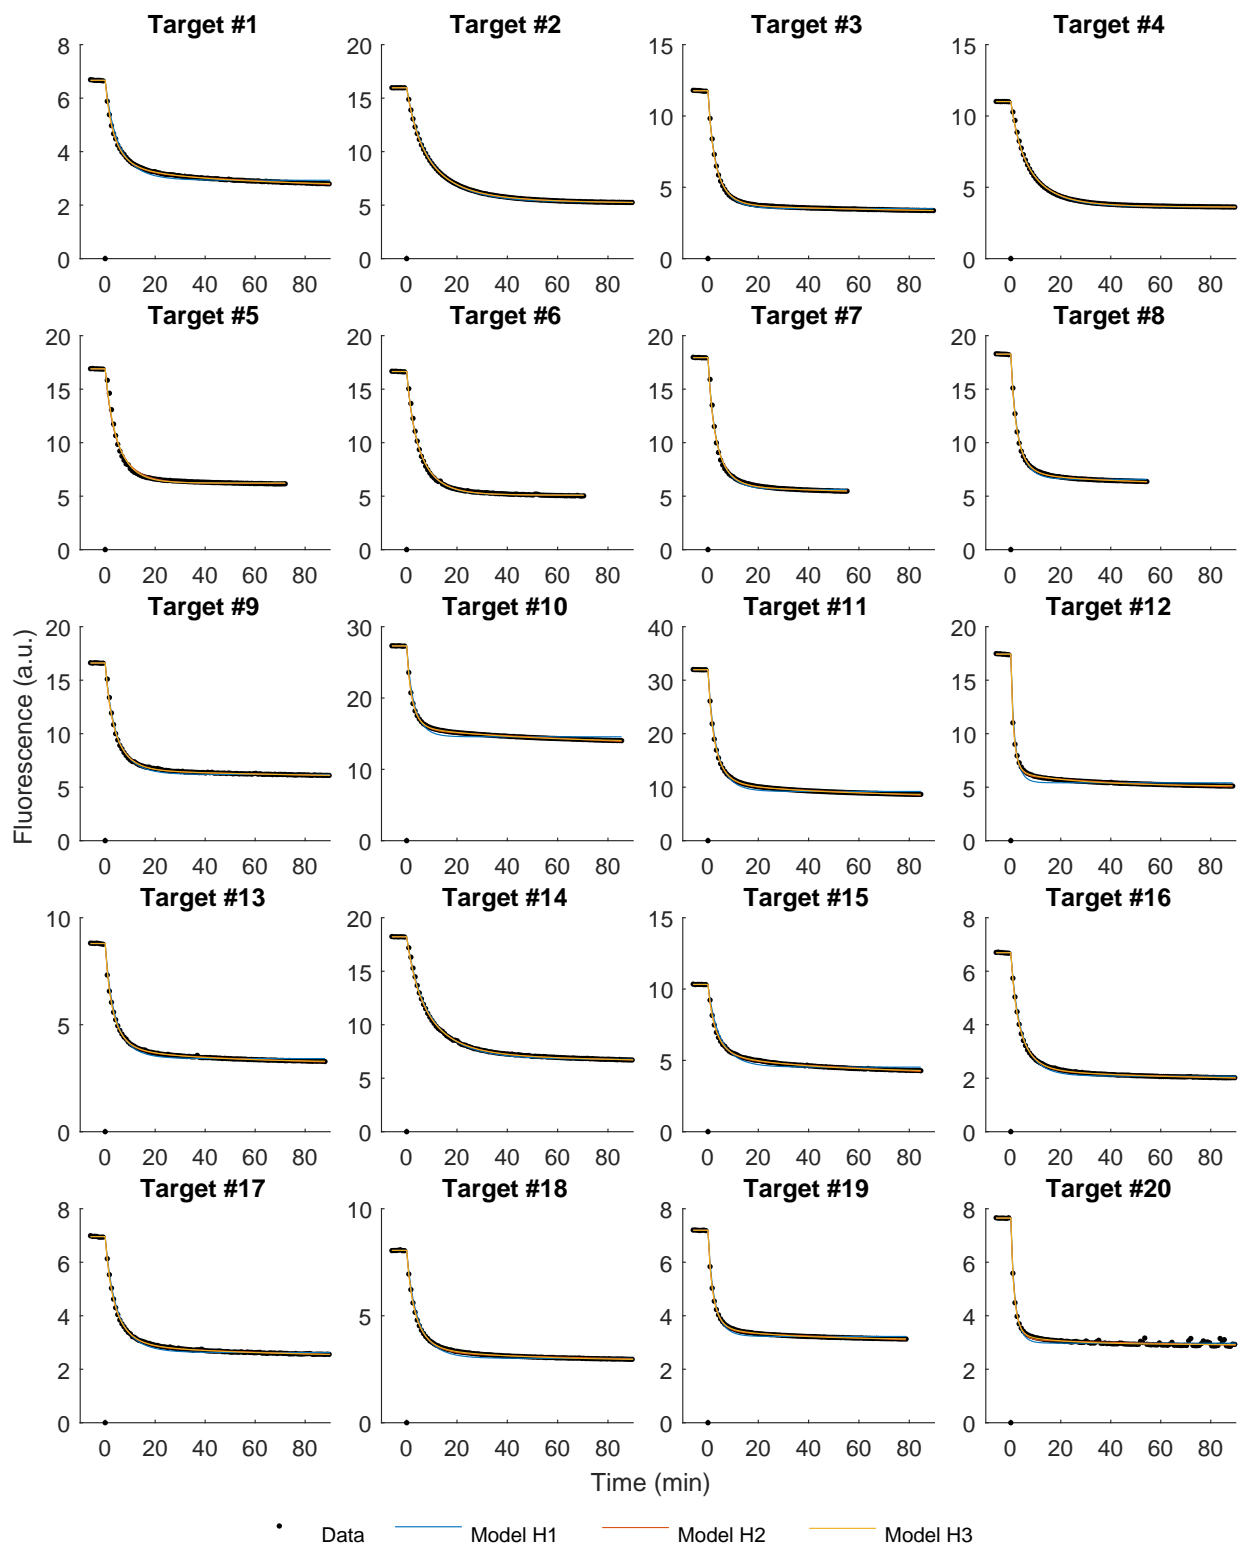 Target #1 Target #2 Target #3 Target #4
8 20 15 15
6 15
10 10
4 10
5 5
2 5
0 0 0 0
0 20 40 60 80 0 20 40 60 80 0 20 40 60 80 0 20 40 60 80
Target #5 Target #6 Target #7 Target #8
20 20 20 20
15 15 15 15
10 10 10 10
5 5 5 5
0 0 0 0
0 20 40 60 80 0 20 40 60 80 0 20 40 60 80 0 20 40 60 80
Target #9 Target #10 Target #11 Target #12
20 30 40 20
15 30 15
20
10 20 10
10
5 10 5
0 0 0 0
0 20 40 60 80 0 20 40 60 80 0 20 40 60 80 0 20 40 60 80
Fluorescence (a.u.)
Target #13 Target #14 Target #15 Target #16
10 20 15 8
15 6
10
5 10 4
5
5 2
0 0 0 0
0 20 40 60 80 0 20 40 60 80 0 20 40 60 80 0 20 40 60 80
Target #17 Target #18 Target #19 Target #20
8 10 8 8
6 6 6
4 5 4 4
2 2 2
0 0 0 0
0 20 40 60 80 0 20 40 60 80 0 20 40 60 80 0 20 40 60 80
Time (min)
Data Model H1 Model H2 Model H3